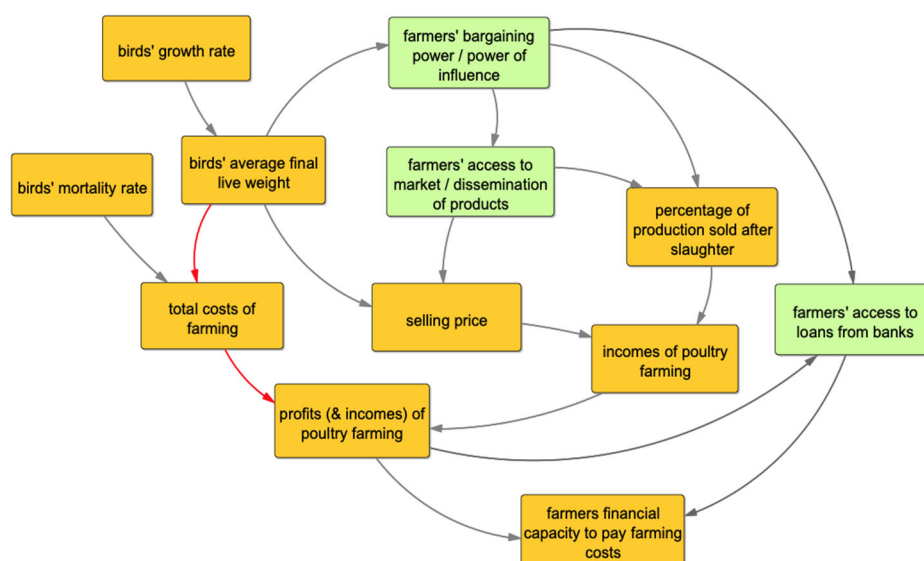 birds' growth rate
farmers' bargaining
power / power of
influence
birds' mortality rate
birds' average final
live weight
farmers' access to
market / dissemination
of products
percentage of
production sold after
slaughter
total costs of
farming
selling price
farmers' access to
loans from banks
incomes of poultry
farming
profits (& incomes) of
poultry farming
farmers financial
capacity to pay farming
costs